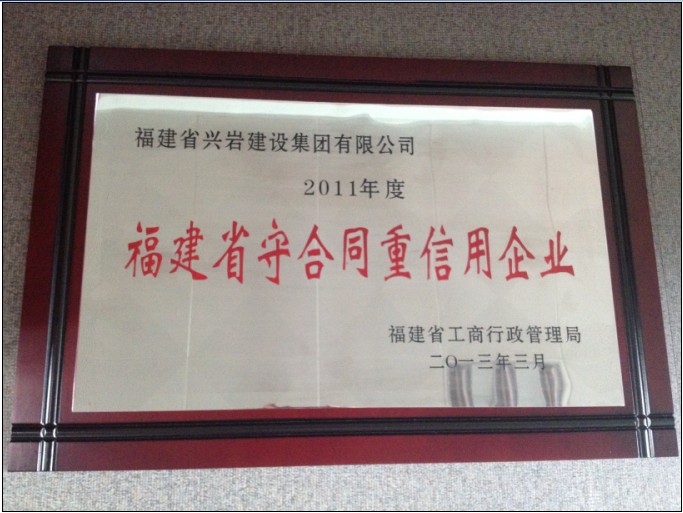 福建省兴岩建设集团有限公司
2011年度
福建省守合同重信用企业
福建省工商行政管理局
二〇一三年三月